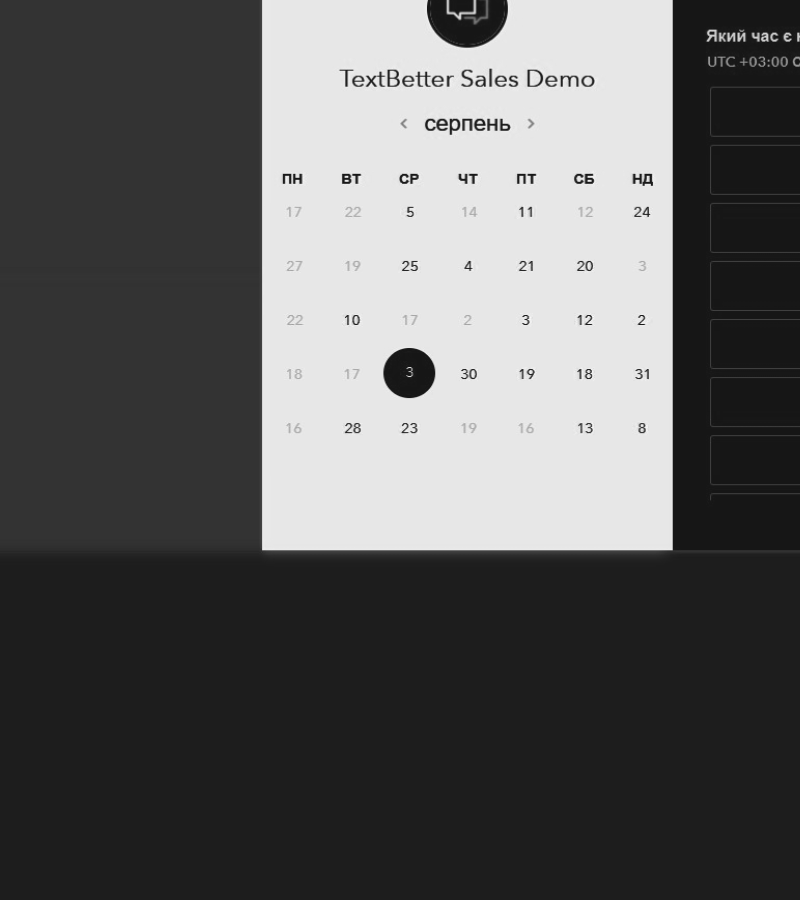 TextBetter Sales Demo
серпень
ПН ВТ СР ЧТ ПТ СБ НД
17 22 5 14 11 12 24
27 19 25 4 21 20 3
22 10 17 2 3 12 2
18 17 3 30 19 18 31
16 28 23 19 16 13 8
Який час є
UTC +03:00